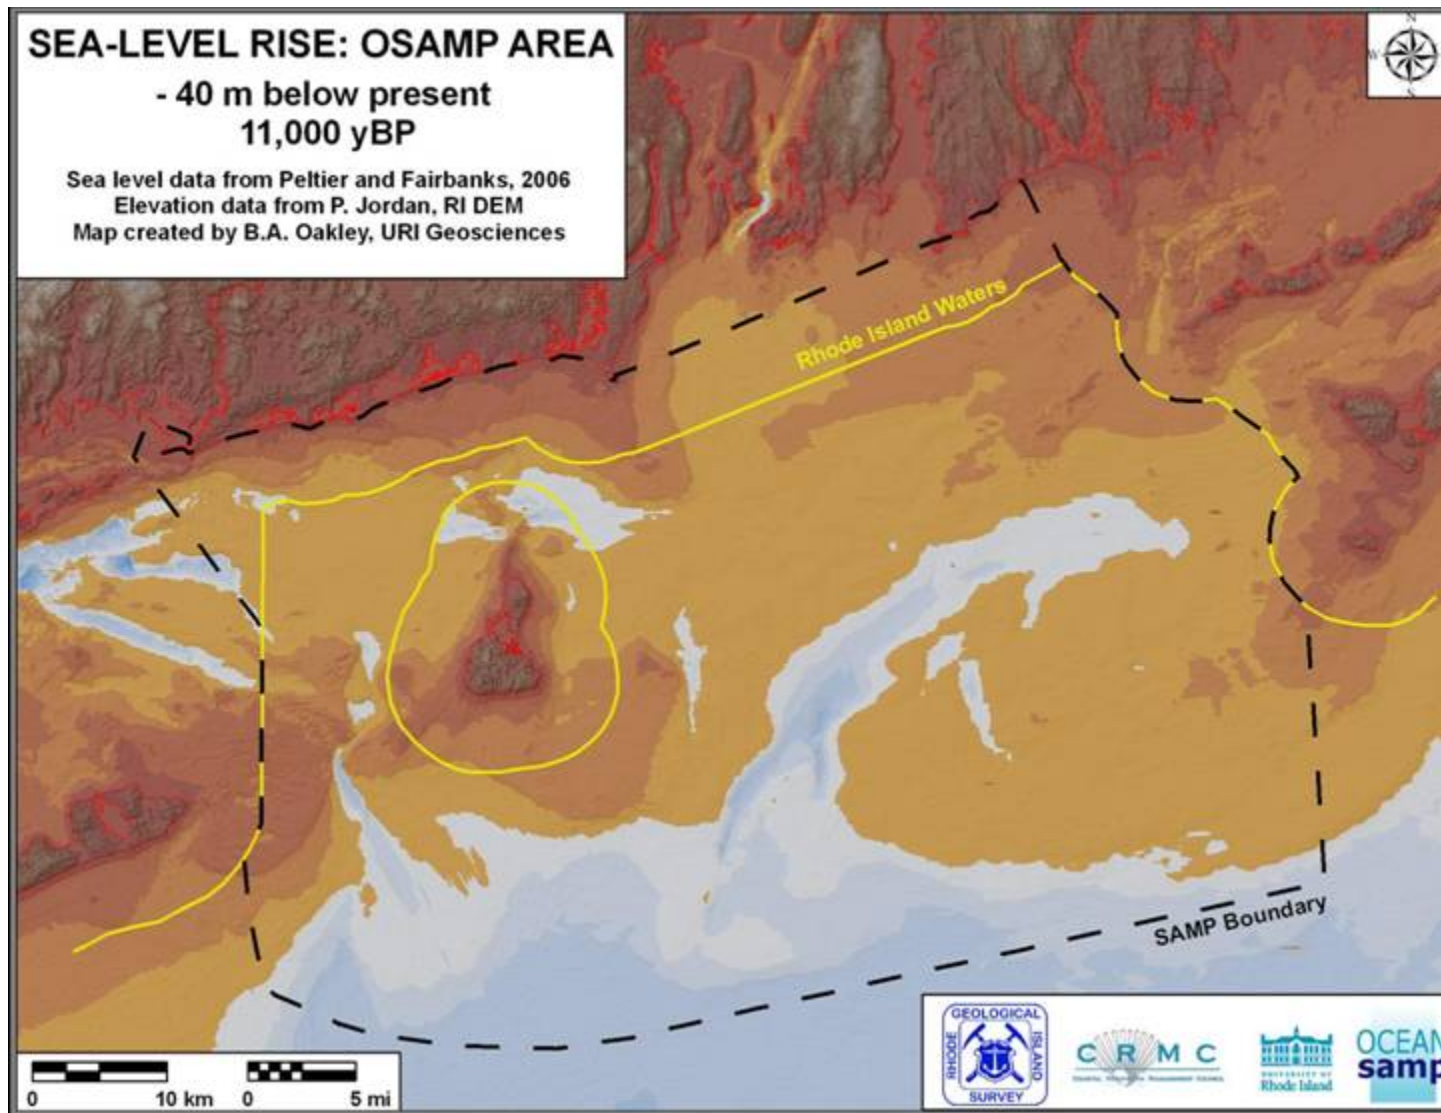 SEA-LEVEL RISE: OSAMP AREA
- 40 m below present
11,000 yBP
Sea level data from Peltier and Fairbanks, 2006
Elevation data from P. Jordan, RI DEM
Map created by B.A. Oakley, URI Geosciences
N
W
S
Rhode Island Waters
SAMP Boundary
0 10 km 0 5 mi
GEOLOGICAL
RHODE
ISLAND
SURVEY
C R M C
UNIVERSITY OF
Rhode Island
OCEAN
samp